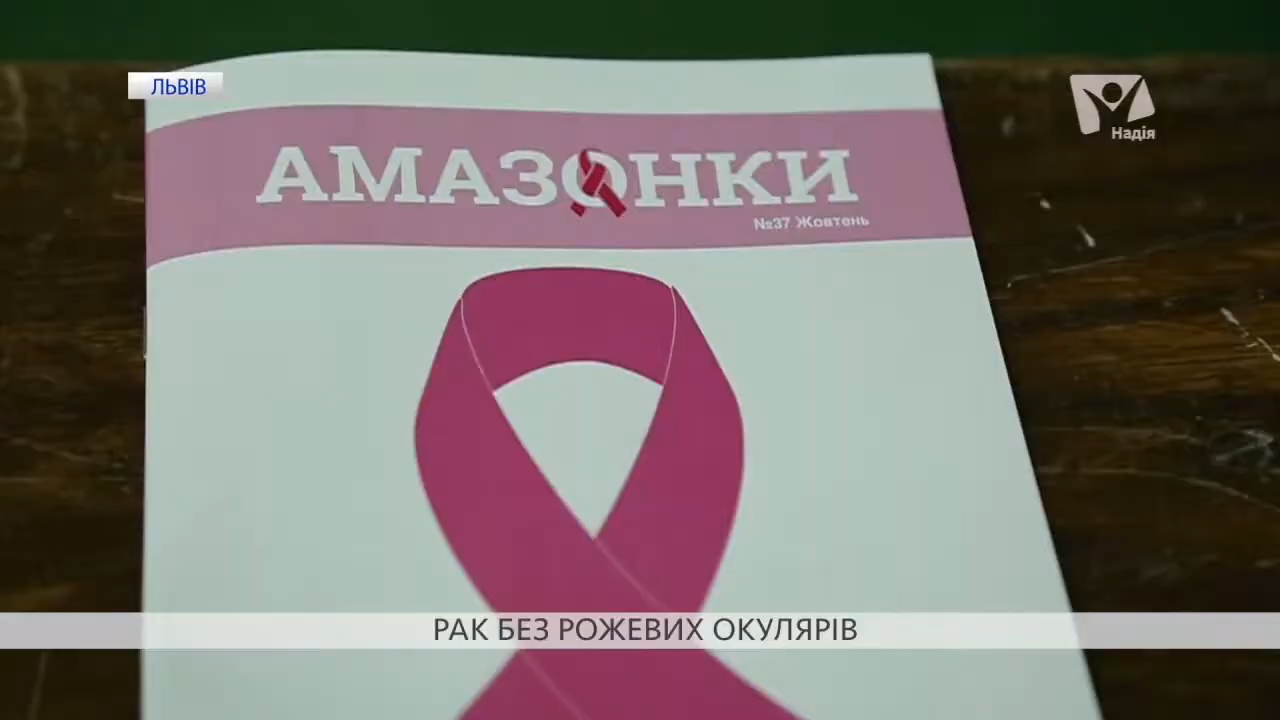 ЛЬВІВ
Надія
АМАЗОНКИ
№37 Жовтень
РАК БЕЗ РОЖЕВИХ ОКУЛЯРІВ